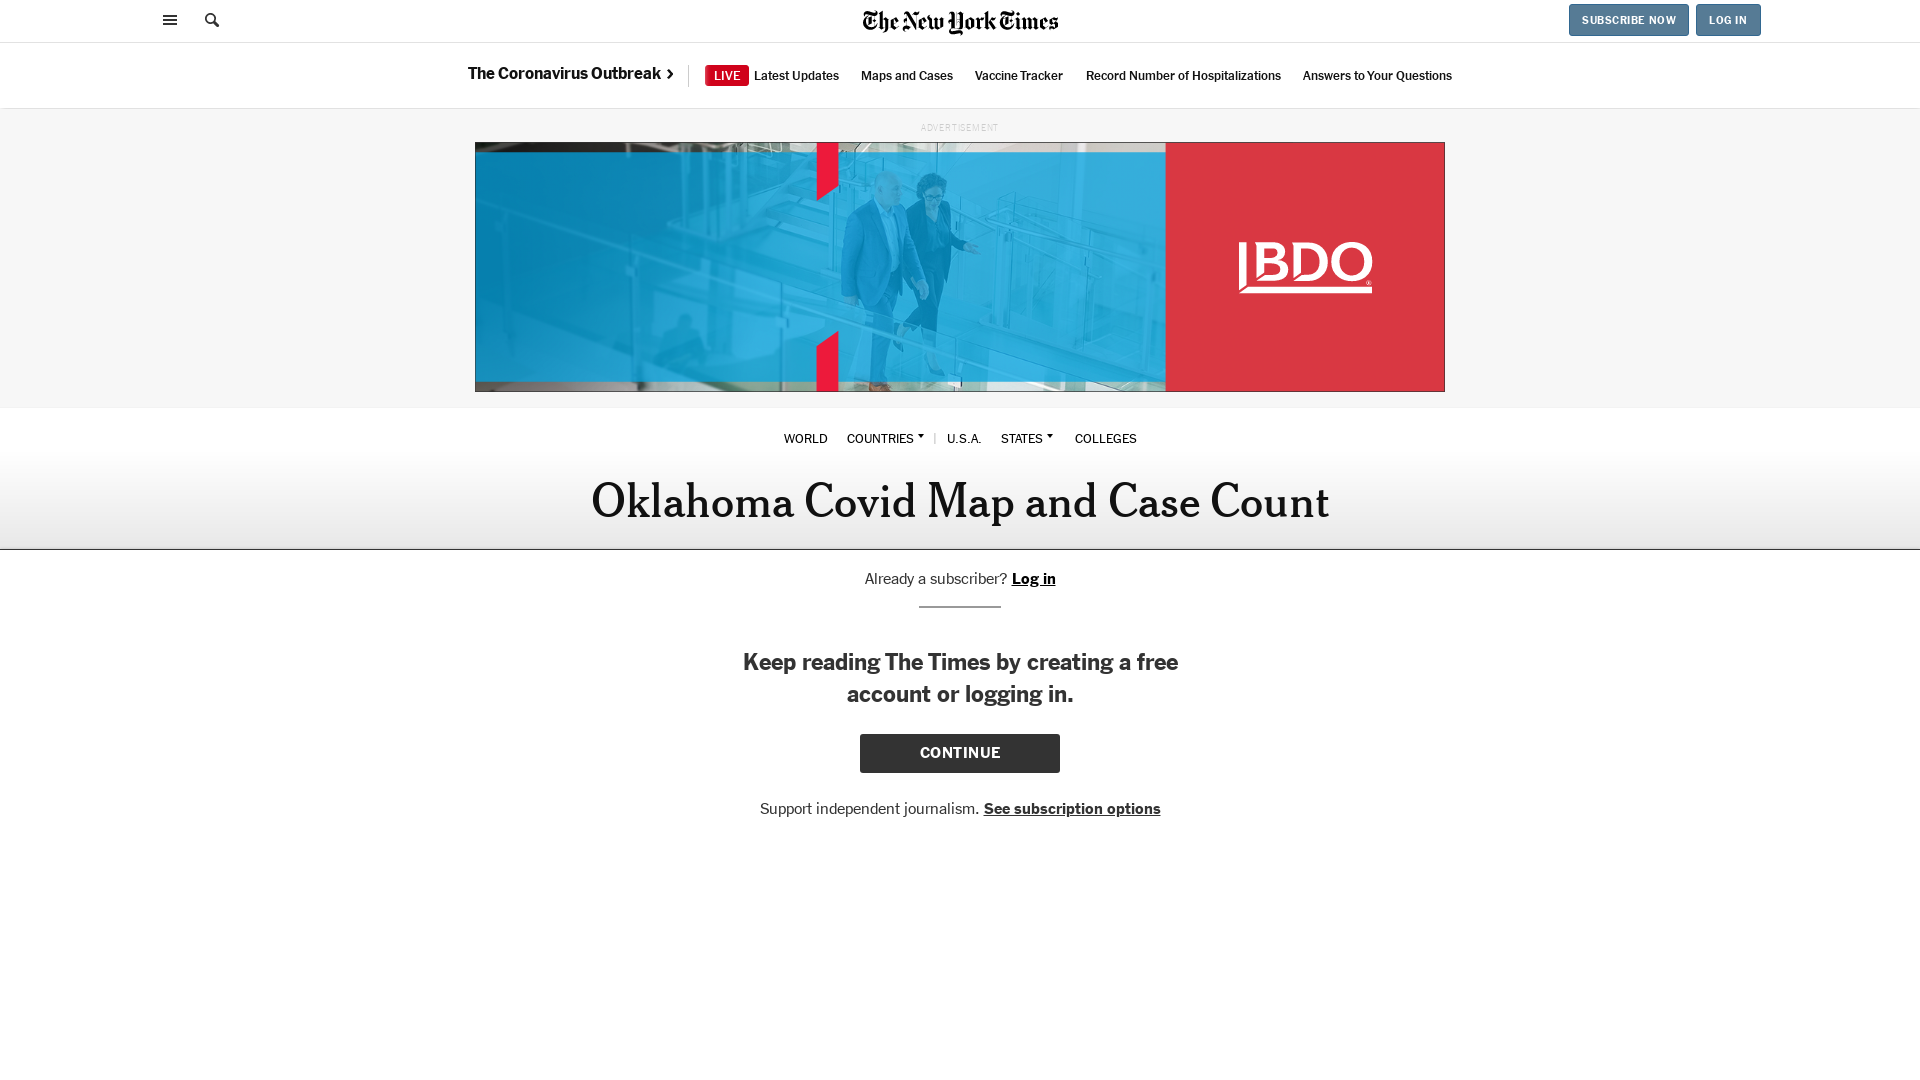 The New York Times
SUBSCRIBE NOW
LOG IN
The Coronavirus Outbreak
LIVE Latest Updates
Maps and Cases
Vaccine Tracker
Record Number of Hospitalizations
Answers to Your Questions
ADVERTISEMENT
BDO
WORLD
COUNTRIES
U.S.A.
STATES
COLLEGES
Oklahoma Covid Map and Case Count
Already a subscriber? Log in
Keep reading The Times by creating a free
account or logging in.
CONTINUE
Support independent journalism. See subscription options